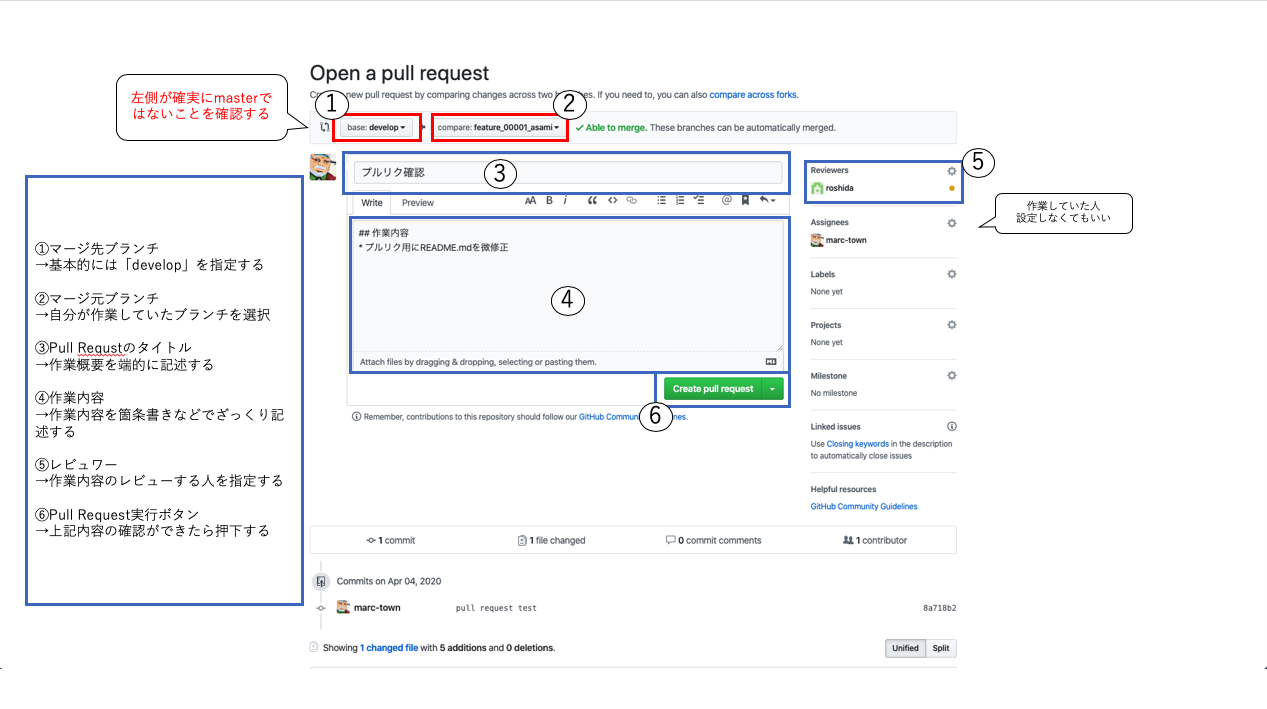 Open a pull request
左側が確実にmasterで
はないことを確認する
new pull request by comparing changes across two
If you need to, you can also compare across forks.
①
②
base: develop
compare: feature_00001_asami
Able to merge. These branches can be automatically merged.
プルリク確認
③
Write
Preview
AA B i
## 作業内容
* プルリク用にREADME.mdを微修正
④
Attach files by dragging & dropping, selecting or pasting them.
Create pull request
⑥
Remember, contributions to this repository should follow our GitHub
⑤
Reviewers
roshida
作業していた人
設定しなくてもいい
Assignees
marc-town
Labels
None yet
Projects
None yet
Milestone
No milestone
Linked issues
Use Closing keywords in the description
to automatically close issues
Helpful resources
GitHub Community Guidelines
①マージ先ブランチ
→基本的には「develop」を指定する
②マージ元ブランチ
→自分が作業していたブランチを選択
③Pull Requstのタイトル
→作業概要を端的に記述する
④作業内容
→作業内容を箇条書きなどでざっくり記
述する
⑤レビュワー
→作業内容のレビューする人を指定する
⑥Pull Request実行ボタン
→上記内容の確認ができたら押下する
1 commit
1 file changed
0 commit comments
1 contributor
Commits on Apr 04, 2020
marc-town
pull request test
8a718b2
Showing 1 changed file with 5 additions and 0 deletions.
Unified
Split